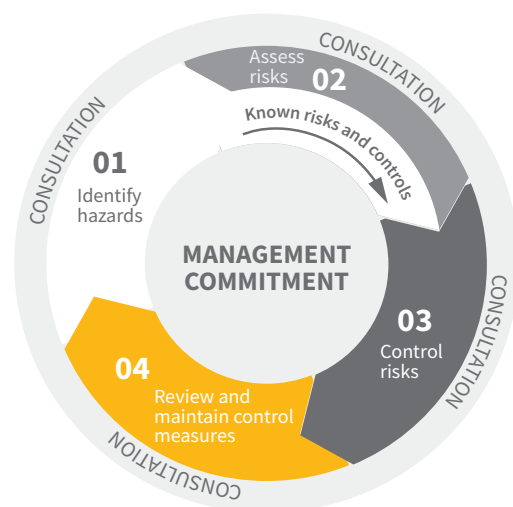 CONSULTATION
CONSULTATION
Assess
risks
02
Known risks and controls
01
Identify
hazards
MANAGEMENT
COMMITMENT
03
Control
risks
CONSULTATION
04
Review and
maintain control
measures
CONSULTATION